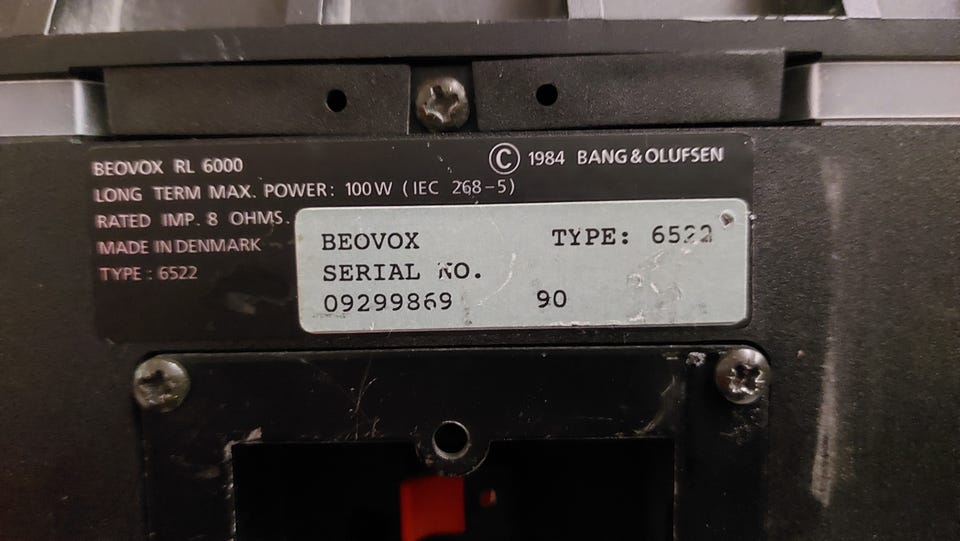 BEOVOX RL 6000 © 1984 BANG & OLUFSEN
LONG TERM MAX. POWER: 100W (IEC 268-5)
RATED IMP. 8 OHMS.
MADE IN DENMARK
TYPE : 6522
BEOVOX TYPE: 6522
SERIAL NO.
09299869 90